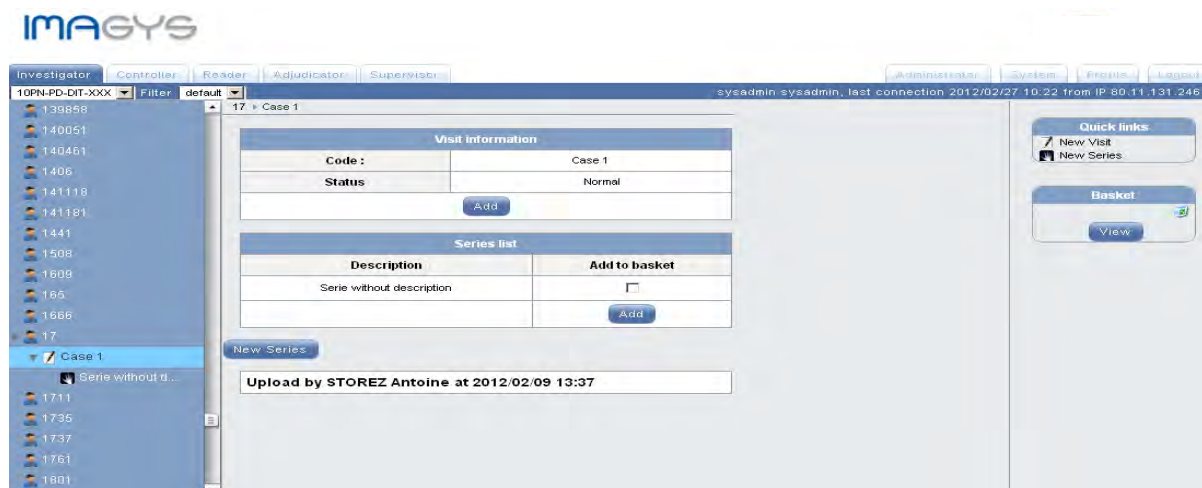 IMAGYS
Investigator Controller Reader Adjudicator Supervisor Administrator System Profile Logout
10PN-PD-DIT-XXX Filter default sysadmin sysadmin, last connection 2012/02/27 10:22 from IP 80.11.131.246
139858
140051
140461
1406
141118
141181
1441
1508
1609
165
1666
17
Case 1
Serie without d...
1711
1735
1737
1761
1801
17 Case 1
Visit Information
Code : Case 1
Status Normal
Add
Series list
Description Add to basket
Serie without description
Add
New Series
Upload by STOREZ Antoine at 2012/02/09 13:37
Quick links
New Visit
New Series
Basket
View